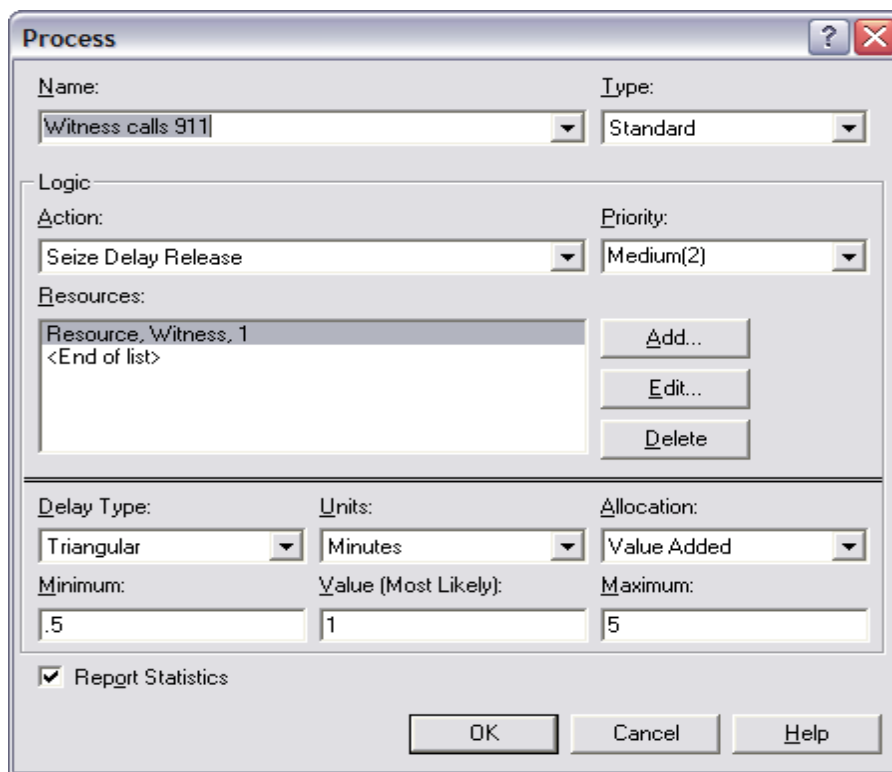 Process
Name: Type:
Witness calls 911 Standard
Logic
Action: Priority:
Seize Delay Release Medium(2)
Resources:
Resource, Witness, 1
<End of list>
Add...
Edit...
Delete
Delay Type: Units: Allocation:
Triangular Minutes Value Added
Minimum: Value (Most Likely): Maximum:
.5 1 5
Report Statistics
OK Cancel Help